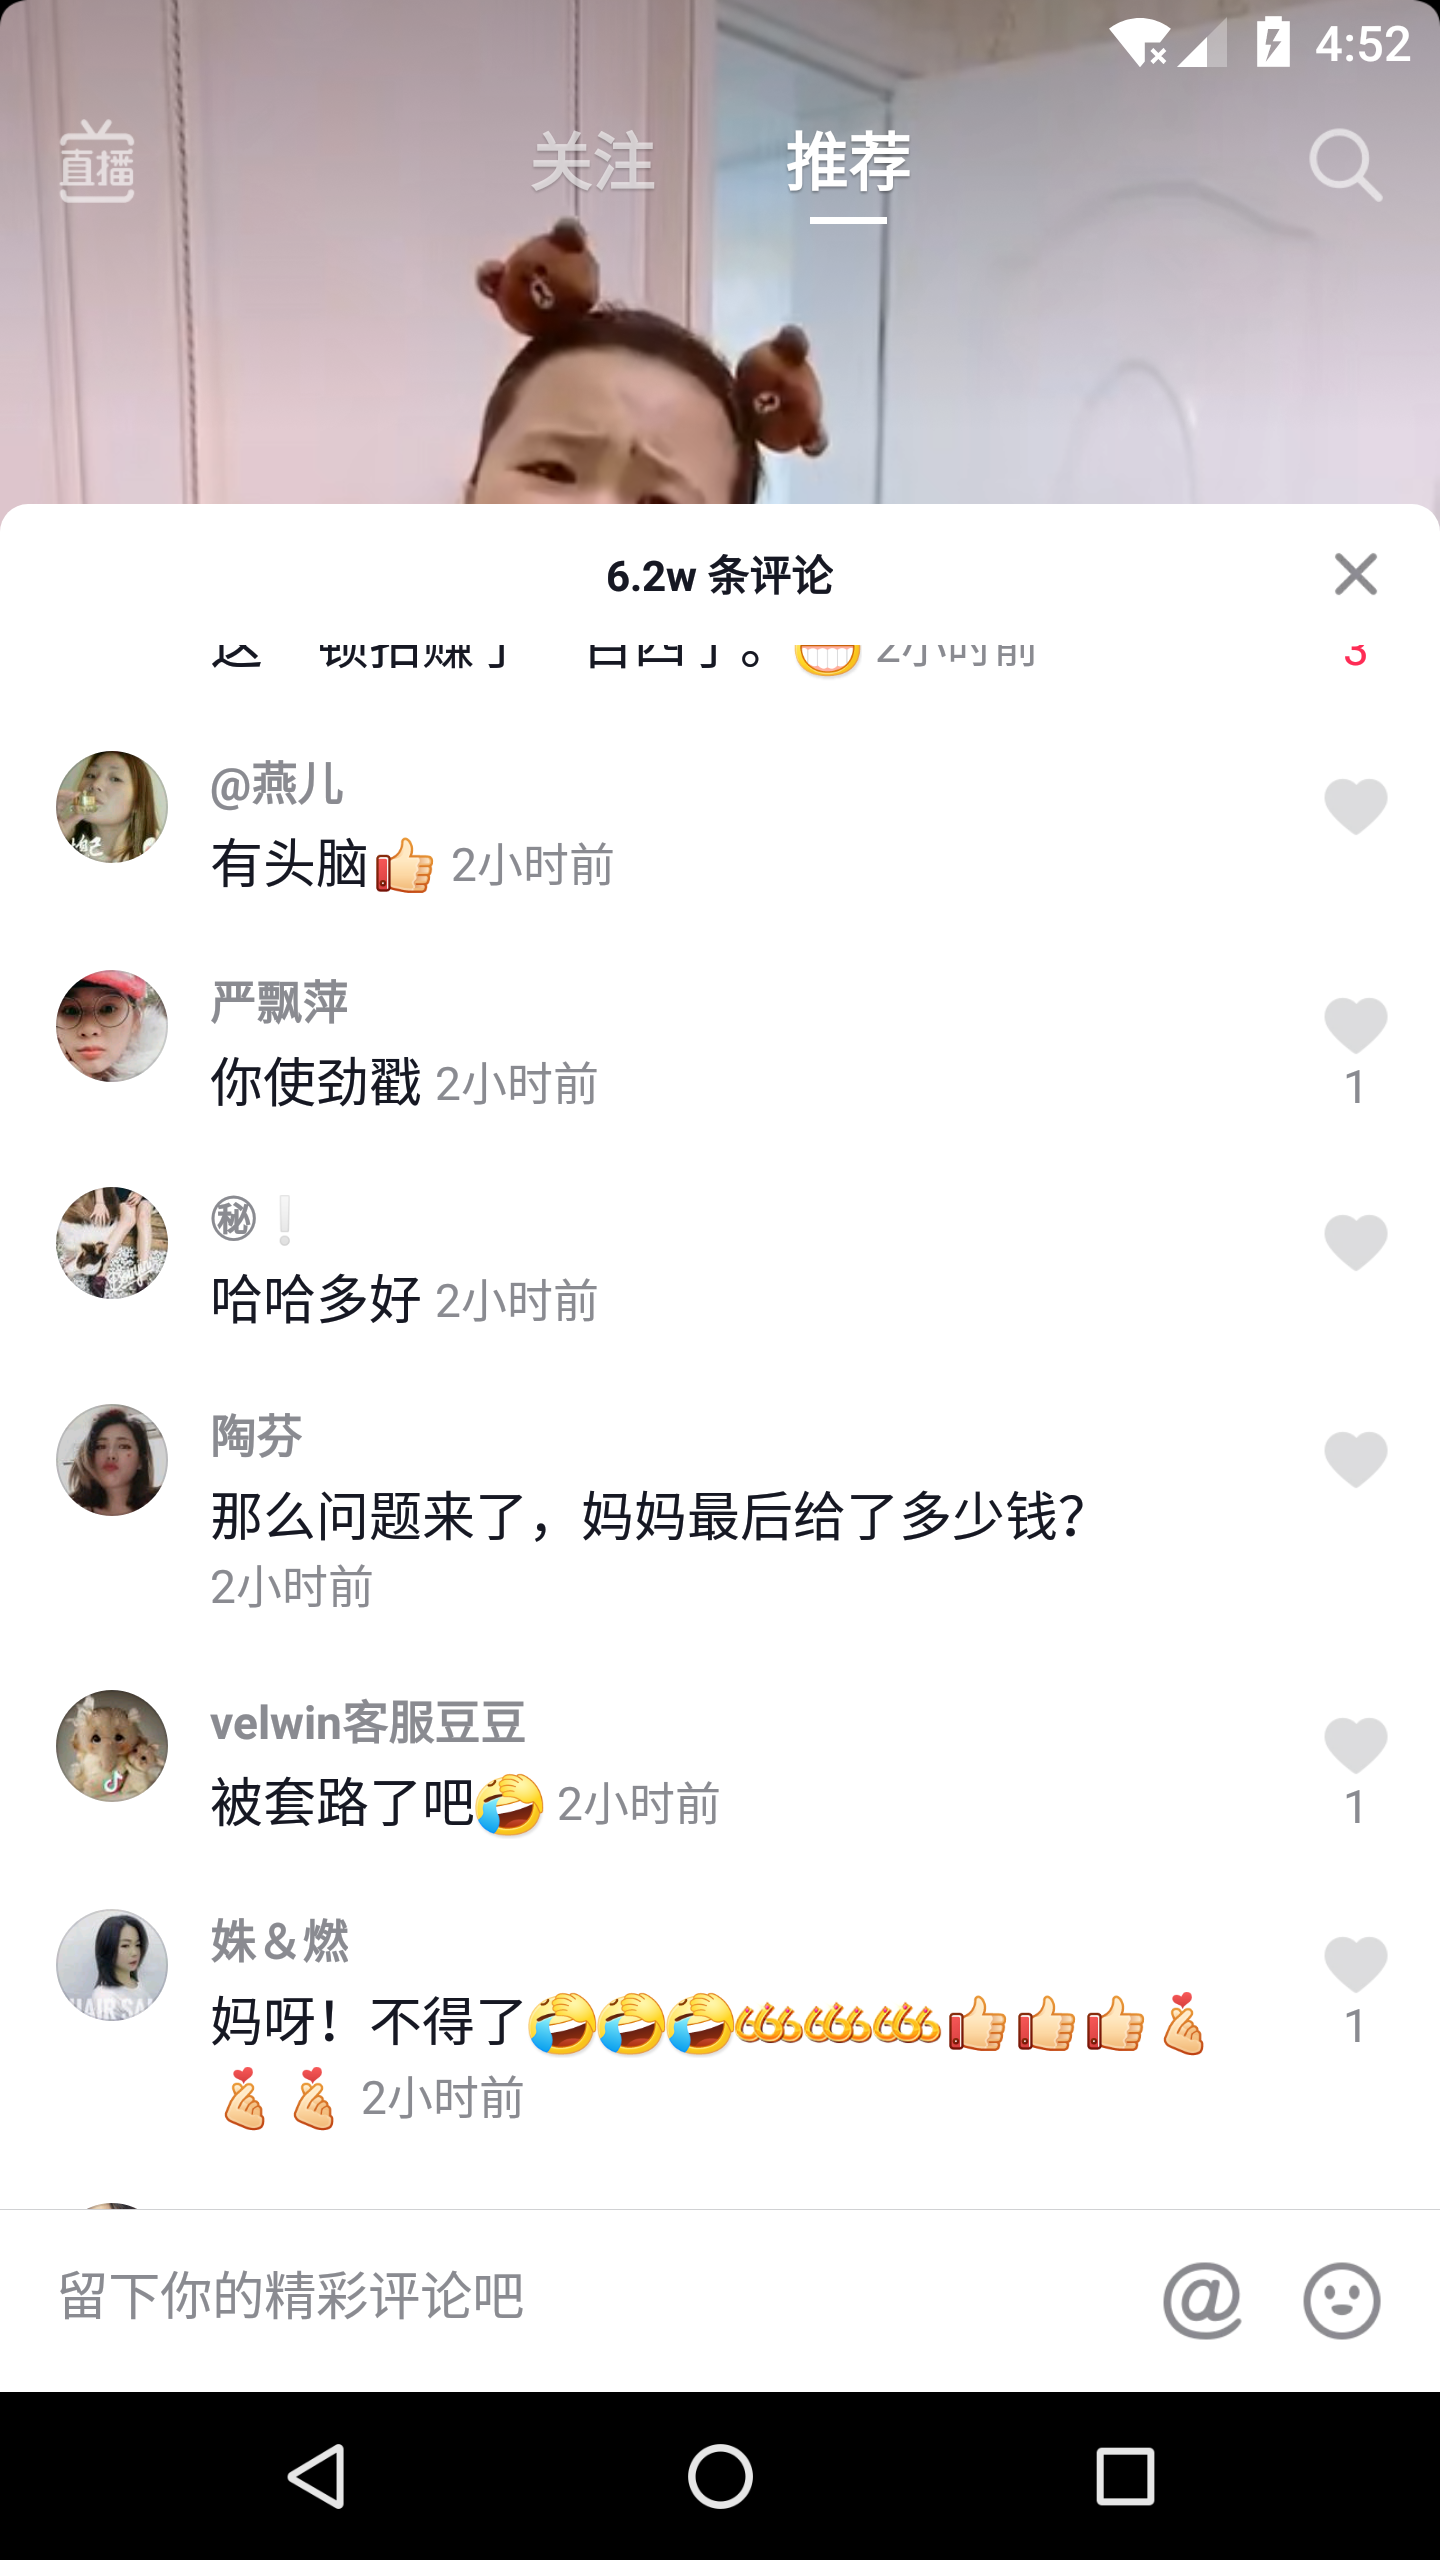 4:52
直播
关注
推荐
6.2w 条评论
2小时前
3
@燕儿
有头脑👍 2小时前
严飘萍
你使劲戳 2小时前
1
㊙❕
哈哈多好 2小时前
陶芬
那么问题来了，妈妈最后给了多少钱？
2小时前
velwin客服豆豆
被套路了吧 2小时前
1
姝＆燃
妈呀！不得了 666 666 666 👍👍👍
2小时前
1
留下你的精彩评论吧
@